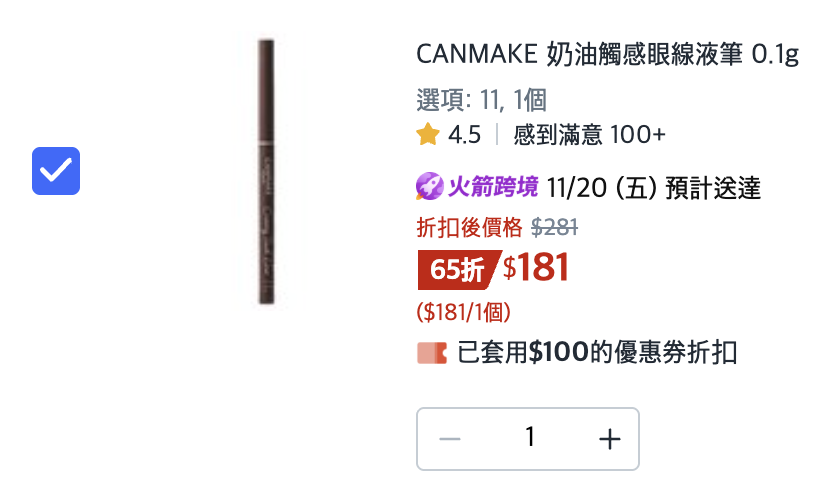 CANMAKE 奶油觸感眼線液筆 0.1g
選項: 11, 1個
4.5 | 感到滿意 100+
火箭跨境 11/20 (五) 預計送達
折扣後價格 $281
65折 $181
($181/1個)
已套用$100的優惠券折扣
1